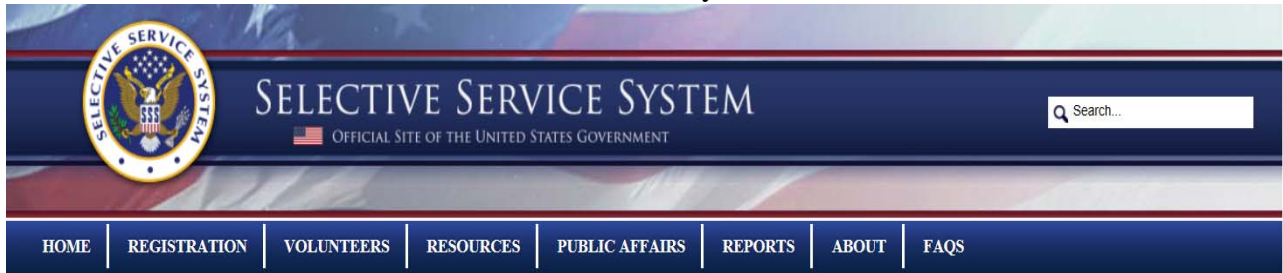 SELECTIVE SERVICE SYSTEM
SSS
SELECTIVE SERVICE SYSTEM
OFFICIAL SITE OF THE UNITED STATES GOVERNMENT
Search...
HOME REGISTRATION VOLUNTEERS RESOURCES PUBLIC AFFAIRS REPORTS ABOUT FAQS